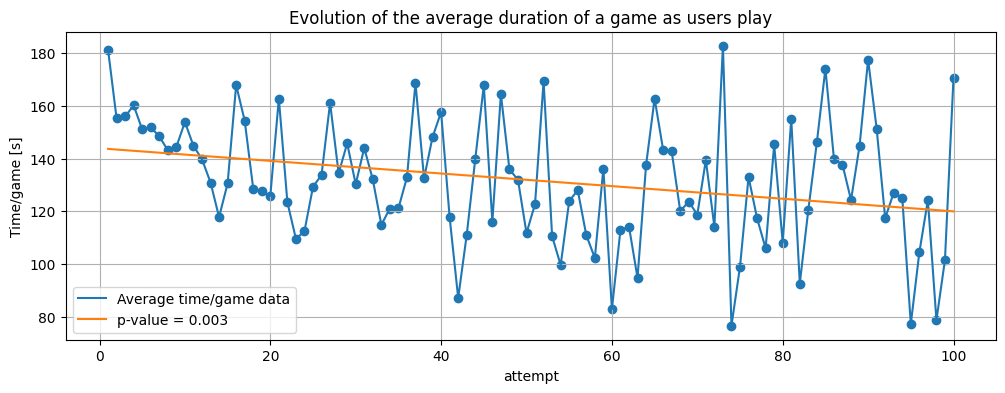 Evolution of the average duration of a game as users play
Time/game [s]
180
160
140
120
100
80
Average time/game data
p-value = 0.003
0
20
40
60
80
100
attempt